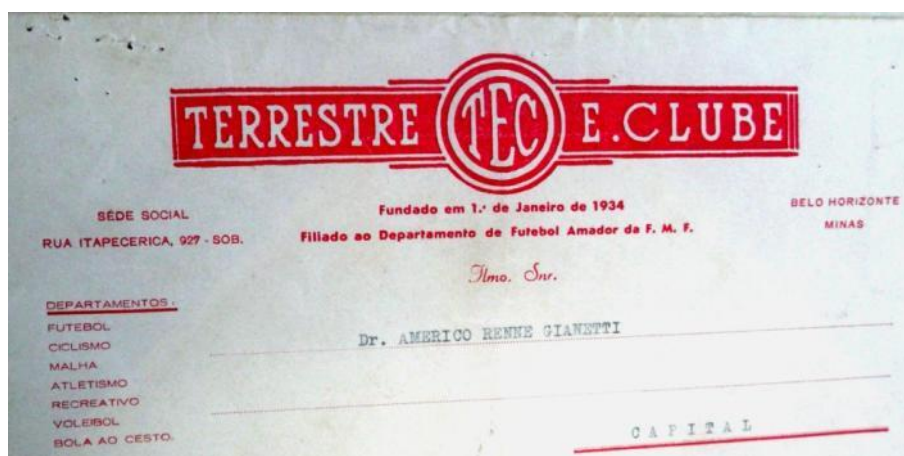 TERRESTRE TEC E. CLUBE
Fundado em 1.º de Janeiro de 1934
Filiado ao Departamento de Futebol Amador da F. M. F.
SÉDE SOCIAL
RUA ITAPECERICA, 927 - SOB.
BELO HORIZONTE
MINAS
Ilmo. Snr.
DEPARTAMENTOS:
FUTEBOL
CICLISMO
MALHA
ATLETISMO
RECREATIVO
VOLEIBOL
BOLA AO CESTO.
Dr. AMERICO RENNE GIANETTI
CAPITAL